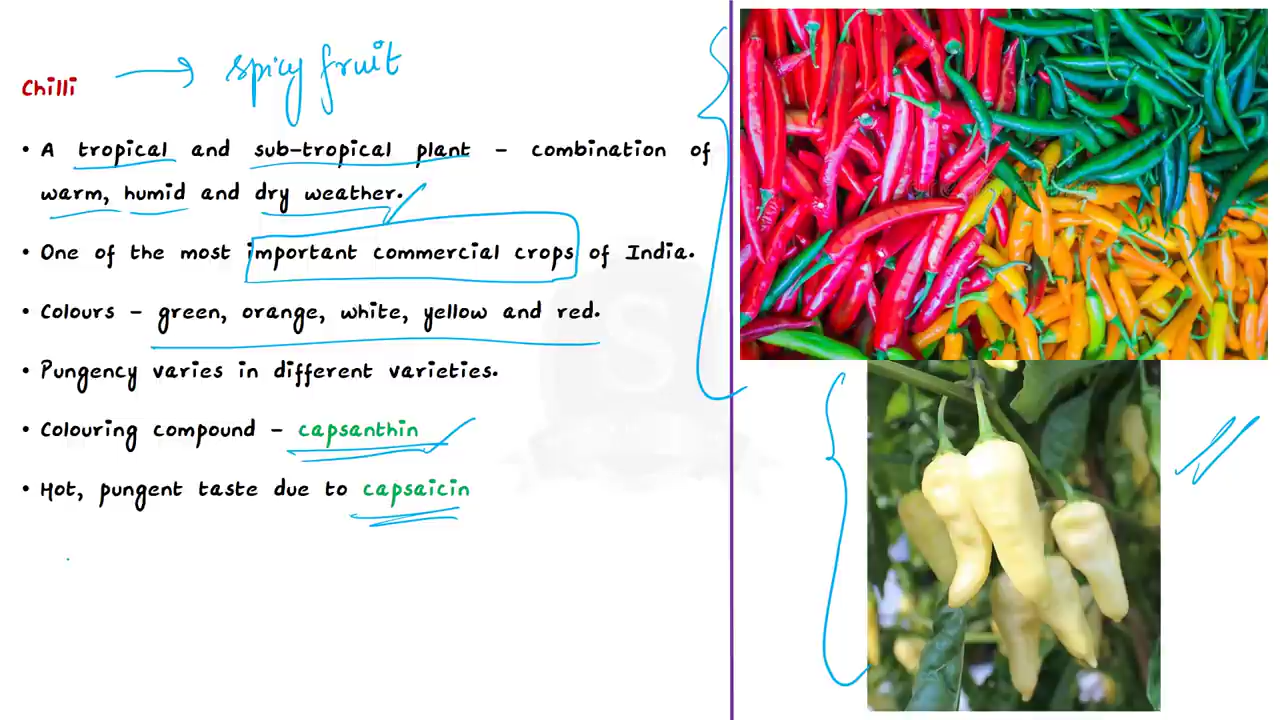 Chilli → spicy fruit
• A tropical and sub-tropical plant - combination of
warm, humid and dry weather.
• One of the most important commercial crops of India.
• Colours - green, orange, white, yellow and red.
• Pungency varies in different varieties.
• Colouring compound - capsanthin
• Hot, pungent taste due to capsaicin
S